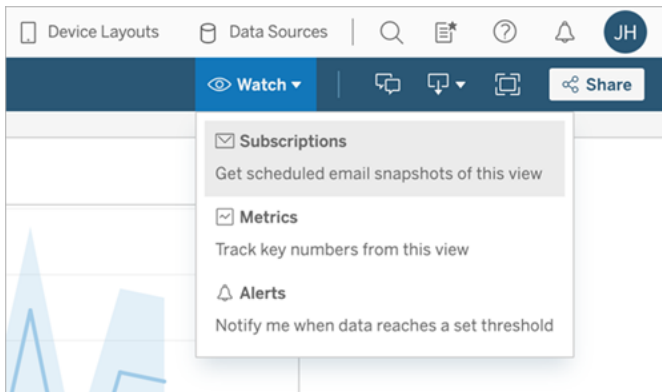 Device Layouts Data Sources JH
Watch Share
Subscriptions
Get scheduled email snapshots of this view
Metrics
Track key numbers from this view
Alerts
Notify me when data reaches a set threshold